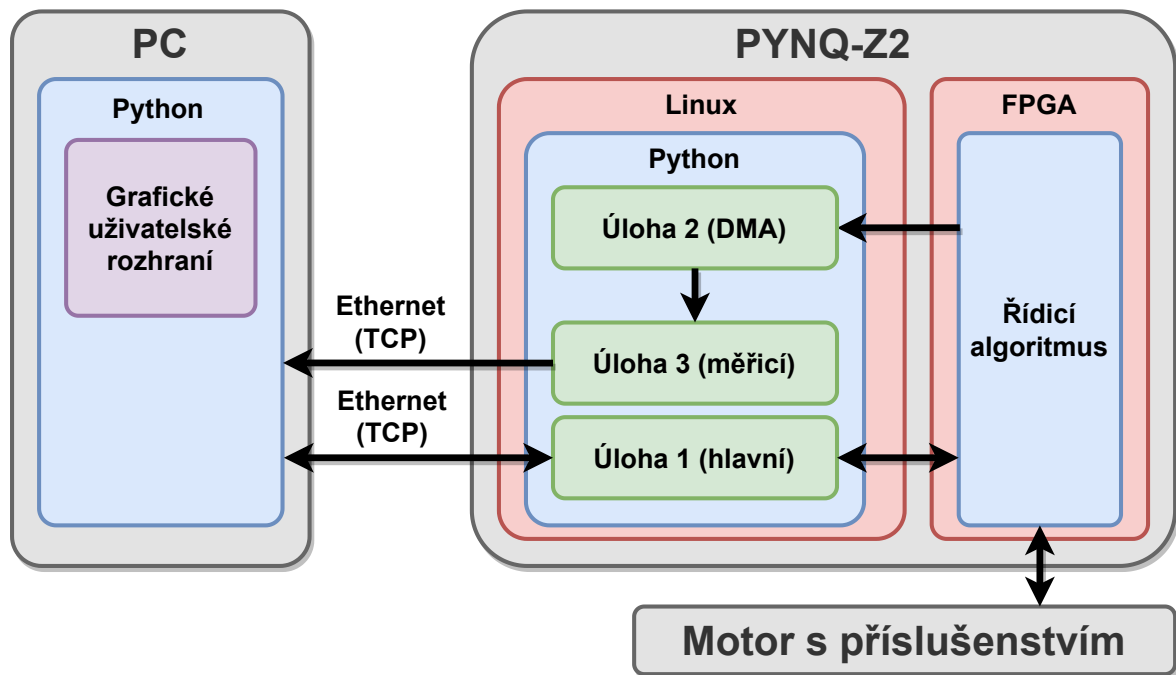 PC
Python
Grafické
uživatelské
rozhraní
Ethernet
(TCP)
Ethernet
(TCP)
PYNQ-Z2
Linux
Python
Úloha 2 (DMA)
Úloha 3 (měřicí)
Úloha 1 (hlavní)
FPGA
Řídicí
algoritmus
Motor s příslušenstvím